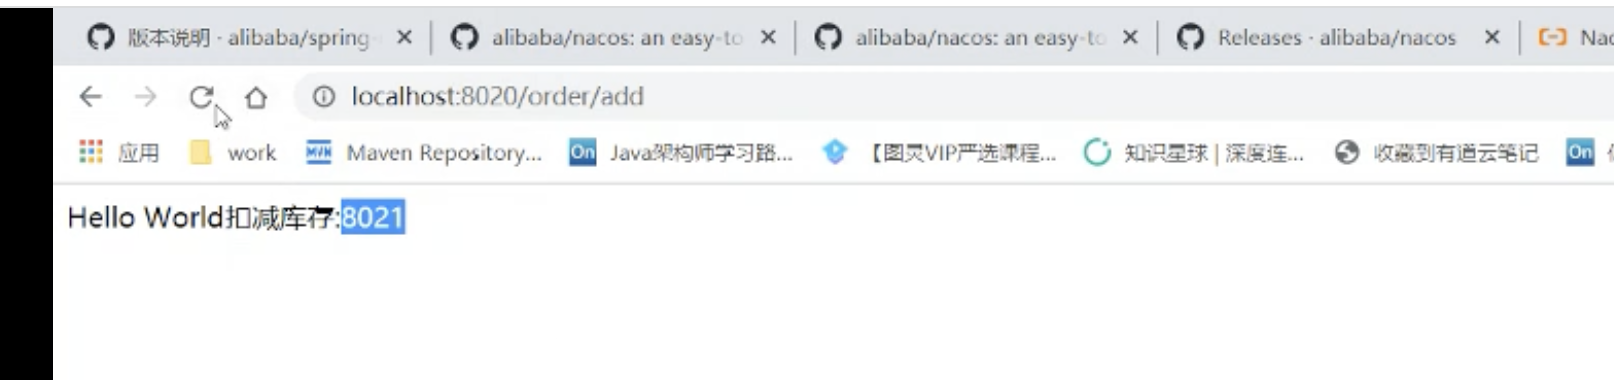 版本说明 · alibaba/spring- alibaba/nacos: an easy-to alibaba/nacos: an easy-to Releases · alibaba/nacos Nac
localhost:8020/order/add
应用 work MVN Maven Repository... On Java架构师学习路... 【图灵VIP严选课程... 知识星球 | 深度连... 收藏到有道云笔记 On
Hello World扣减库存:8021